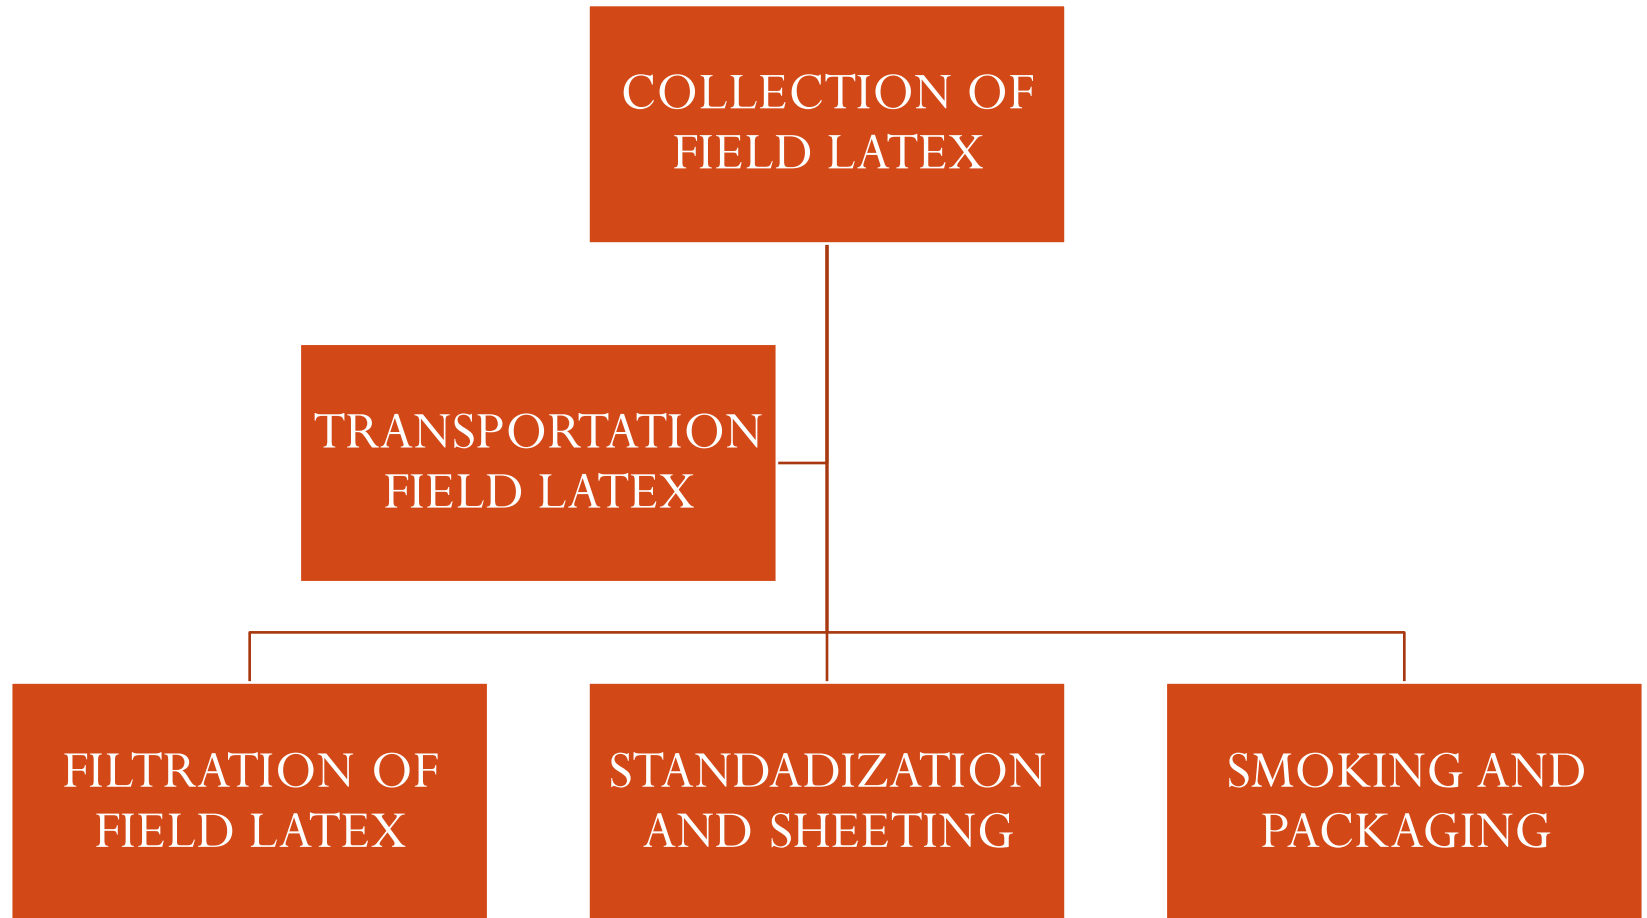 COLLECTION OF
FIELD LATEX
TRANSPORTATION
FIELD LATEX
FILTRATION OF
FIELD LATEX
STANDADIZATION
AND SHEETING
SMOKING AND
PACKAGING